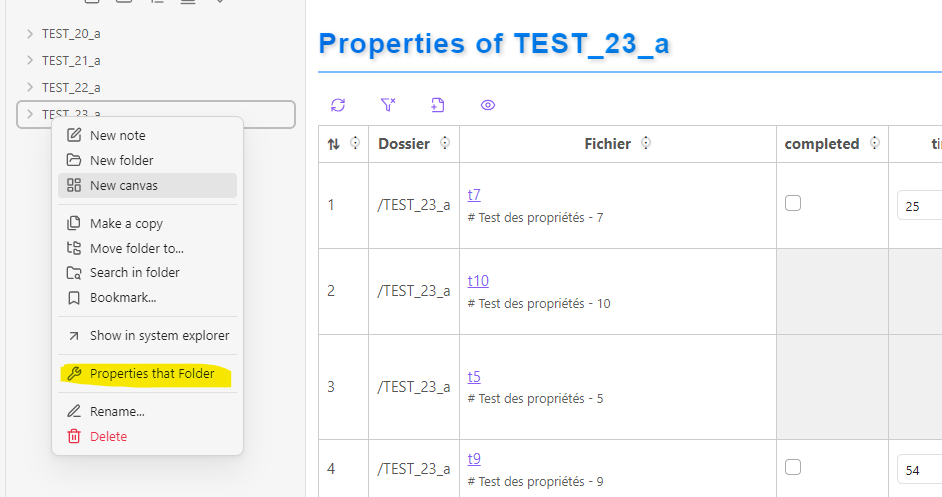 TEST_20_a
TEST_21_a
TEST_22_a
TEST_23_a
New note
New folder
New canvas
Make a copy
Move folder to...
Search in folder
Bookmark...
Show in system explorer
Properties that Folder
Rename...
Delete
Properties of TEST_23_a
Dossier Fichier completed
1 /TEST_23_a t7 25
# Test des propriétés - 7
2 /TEST_23_a t10
# Test des propriétés - 10
3 /TEST_23_a t5
# Test des propriétés - 5
4 /TEST_23_a t9 54
# Test des propriétés - 9